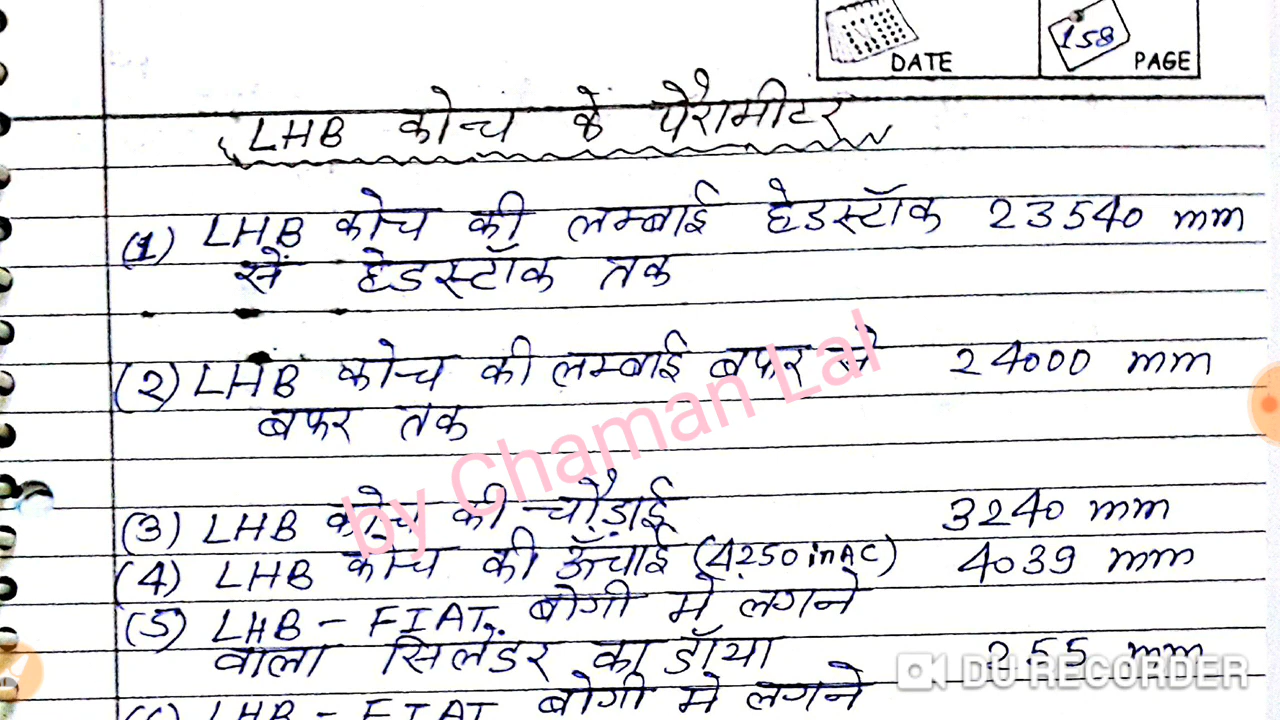 158
DATE
PAGE
LHB कोच के पैरामीटर
(1) LHB कोच की लम्बाई हेडस्टॉक 23540 mm
से हेडस्टॉक तक
(2) LHB कोच की लम्बाई बफर से 24000 mm
बफर तक
by Chaman Lal
(3) LHB कोच की चौड़ाई 3240 mm
(4) LHB कोच की ऊँचाई (4250 in AC) 4039 mm
(5) LHB - FIAT बोगी मे लगने
वाला सिलेंडर का डॉया 255 mm
DU RECORDER
LHB - FIAT बोगी मे लगने